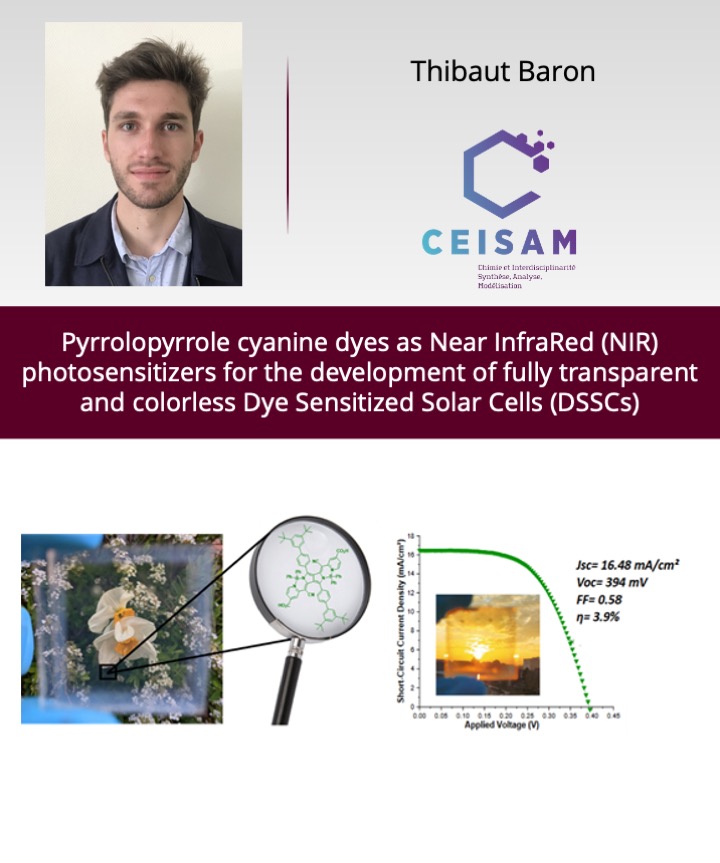 Thibaut Baron
CEISAM
Chimie et Interdisciplinarité
Synthèse, Analyse,
Modélisation
Pyrrolopyrrole cyanine dyes as Near InfraRed (NIR)
photosensitizers for the development of fully transparent
and colorless Dye Sensitized Solar Cells (DSSCs)
Short-Circuit Current Density (mA/cm²)
18
16
14
12
10
8
6
4
2
0
0.00 0.05 0.10 0.15 0.20 0.25 0.30 0.35 0.40 0.45
Applied Voltage (V)
Jsc= 16.48 mA/cm²
Voc= 394 mV
FF= 0.58
η= 3.9%